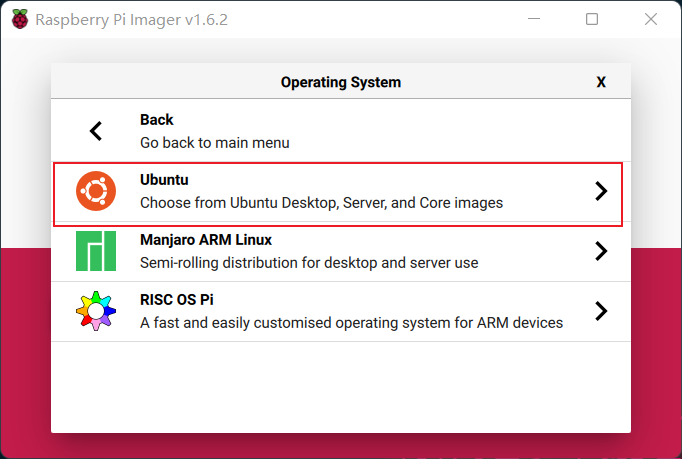 Raspberry Pi Imager v1.6.2
Operating System X
Back
Go back to main menu
Ubuntu
Choose from Ubuntu Desktop, Server, and Core images
Manjaro ARM Linux
Semi-rolling distribution for desktop and server use
RISC OS Pi
A fast and easily customised operating system for ARM devices